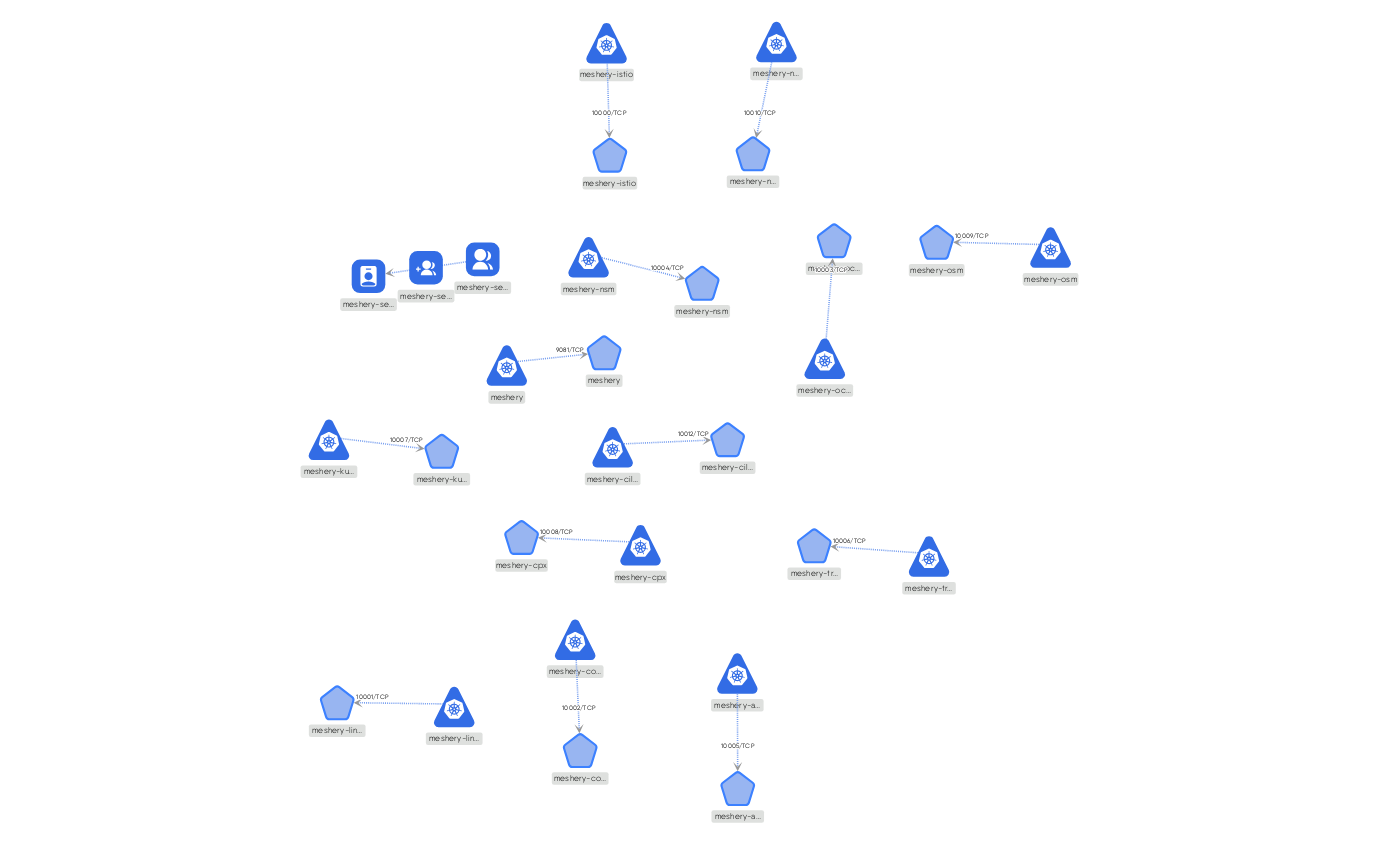 meshery-istio
meshery-n...
10000/TCP
10010/TCP
meshery-istio
meshery-n...
10009/TCP
10004/TCP
10003/TCP
meshery-osm
meshery-osm
meshery-se...
meshery-se...
meshery-se...
meshery-nsm
meshery-nsm
9081/TCP
meshery
meshery
meshery-oc...
10007/TCP
10012/TCP
meshery-ku...
meshery-ku...
meshery-cil...
meshery-cil...
10008/TCP
10006/TCP
meshery-cpx
meshery-cpx
meshery-tr...
meshery-tr...
meshery-co...
10001/TCP
10002/TCP
meshery-a...
meshery-lin...
meshery-lin...
10005/TCP
meshery-co...
meshery-a...